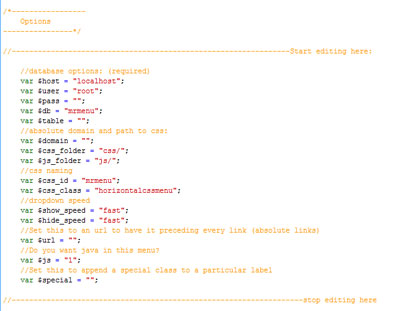 /*-----------------
Options
-----------------*/
//--------------------------------------------------------------------Start editing here:
//database options: (required)
var $host = "localhost";
var $user = "root";
var $pass = "";
var $db = "mrmenu";
var $table = "";
//absolute domain and path to css:
var $domain = "";
var $css_folder = "css/";
var $js_folder = "js/";
//css naming
var $css_id = "mrmenu";
var $css_class = "horizontalcssmenu";
//dropdown speed
var $show_speed = "fast";
var $hide_speed = "fast";
//Set this to an url to have it preceding every link (absolute links)
var $url = "";
//Do you want java in this menu?
var $js = "1";
//Set this to append a special class to a particular label
var $special = "";
//-----------------------------------------------------------------------stop editing here